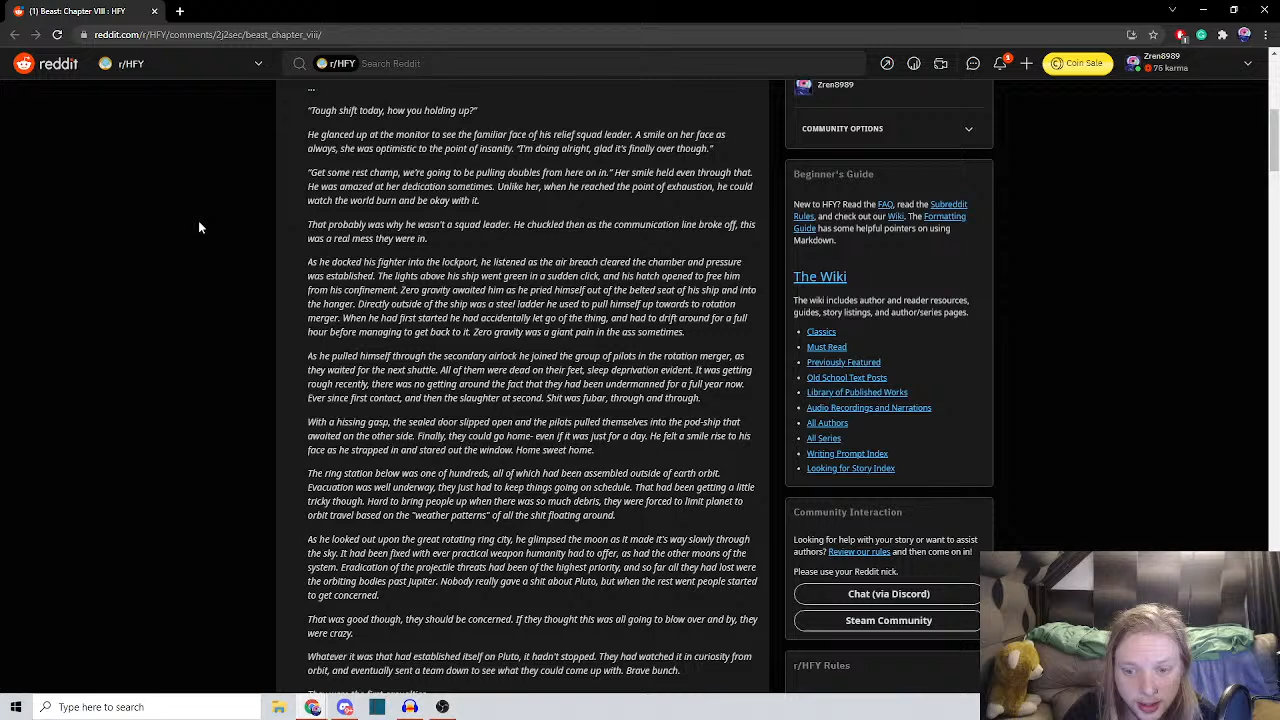 (1) Beast: Chapter VIII : HFY
reddit.com/r/HFY/comments/2j2sec/beast_chapter_viii/
reddit
r/HFY
r/HFY Search Reddit
1
Coin Sale
Zren8989
75 karma
...
"Tough shift today, how you holding up?"
He glanced up at the monitor to see the familiar face of his relief squad leader. A smile on her face as
always, she was optimistic to the point of insanity. "I'm doing alright, glad it's finally over though."
"Get some rest champ, we're going to be pulling doubles from here on in." Her smile held even through that.
He was amazed at her dedication sometimes. Unlike her, when he reached the point of exhaustion, he could
watch the world burn and be okay with it.
That probably was why he wasn't a squad leader. He chuckled then as the communication line broke off, this
was a real mess they were in.
As he docked his fighter into the lockport, he listened as the air breach cleared the chamber and pressure
was established. The lights above his ship went green in a sudden click, and his hatch opened to free him
from his confinement. Zero gravity awaited him as he pried himself out of the belted seat of his ship and into
the hanger. Directly outside of the ship was a steel ladder he used to pull himself up towards to rotation
merger. When he had first started he had accidentally let go of the thing, and had to drift around for a full
hour before managing to get back to it. Zero gravity was a giant pain in the ass sometimes.
As he pulled himself through the secondary airlock he joined the group of pilots in the rotation merger, as
they waited for the next shuttle. All of them were dead on their feet, sleep deprivation evident. It was getting
rough recently, there was no getting around the fact that they had been undermanned for a full year now.
Ever since first contact, and then the slaughter at second. Shit was fubar, through and through.
With a hissing gasp, the sealed door slipped open and the pilots pulled themselves into the pod-ship that
awaited on the other side. Finally, they could go home- even if it was just for a day. He felt a smile rise to his
face as he strapped in and stared out the window. Home sweet home.
The ring station below was one of hundreds, all of which had been assembled outside of earth orbit.
Evacuation was well underway, they just had to keep things going on schedule. That had been getting a little
tricky though. Hard to bring people up when there was so much debris, they were forced to limit planet to
orbit travel based on the "weather patterns" of all the shit floating around.
As he looked out upon the great rotating ring city, he glimpsed the moon as it made it's way slowly through
the sky. It had been fixed with ever practical weapon humanity had to offer, as had the other moons of the
system. Eradication of the projectile threats had been of the highest priority, and so far all they had lost were
the orbiting bodies past Jupiter. Nobody really gave a shit about Pluto, but when the rest went people started
to get concerned.
That was good though, they should be concerned. If they thought this was all going to blow over and by, they
were crazy.
Whatever it was that had established itself on Pluto, it hadn't stopped. They had watched it in curiosity from
orbit, and eventually sent a team down to see what they could come up with. Brave bunch.
Zren8989
COMMUNITY OPTIONS
Beginner's Guide
New to HFY? Read the FAQ, read the Subreddit
Rules, and check out our Wiki. The Formatting
Guide has some helpful pointers on using
Markdown.
The Wiki
The wiki includes author and reader resources,
guides, story listings, and author/series pages.
• Classics
• Must Read
• Previously Featured
• Old School Text Posts
• Library of Published Works
• Audio Recordings and Narrations
• All Authors
• All Series
• Writing Prompt Index
• Looking for Story Index
Community Interaction
Looking for help with your story or want to assist
authors? Review our rules and then come on in!
Please use your Reddit nick.
Chat (via Discord)
Steam Community
r/HFY Rules
Type here to search